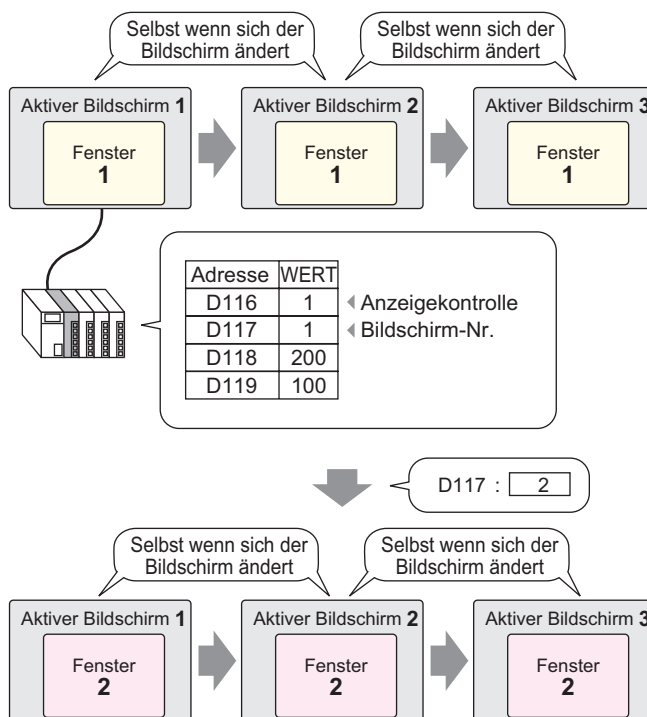 Selbst wenn sich der
Bildschirm ändert
Selbst wenn sich der
Bildschirm ändert
Aktiver Bildschirm 1
Fenster
1
Aktiver Bildschirm 2
Fenster
1
Aktiver Bildschirm 3
Fenster
1
Adresse WERT
D116 1 Anzeigekontrolle
D117 1 Bildschirm-Nr.
D118 200
D119 100
D117 : 2
Selbst wenn sich der
Bildschirm ändert
Selbst wenn sich der
Bildschirm ändert
Aktiver Bildschirm 1
Fenster
2
Aktiver Bildschirm 2
Fenster
2
Aktiver Bildschirm 3
Fenster
2